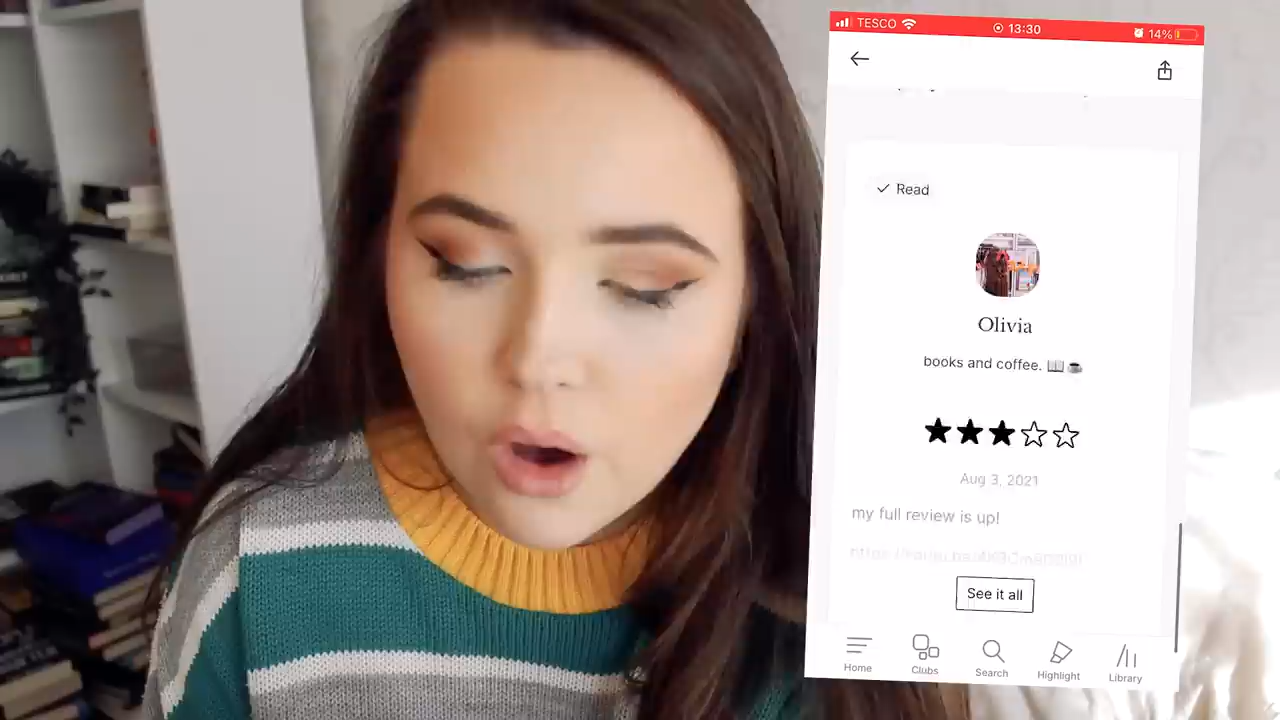 TESCO 13:30 14%
Read
Olivia
books and coffee. 📖☕
Aug 3, 2021
my full review is up!
See it all
Home Clubs Search Highlight Library